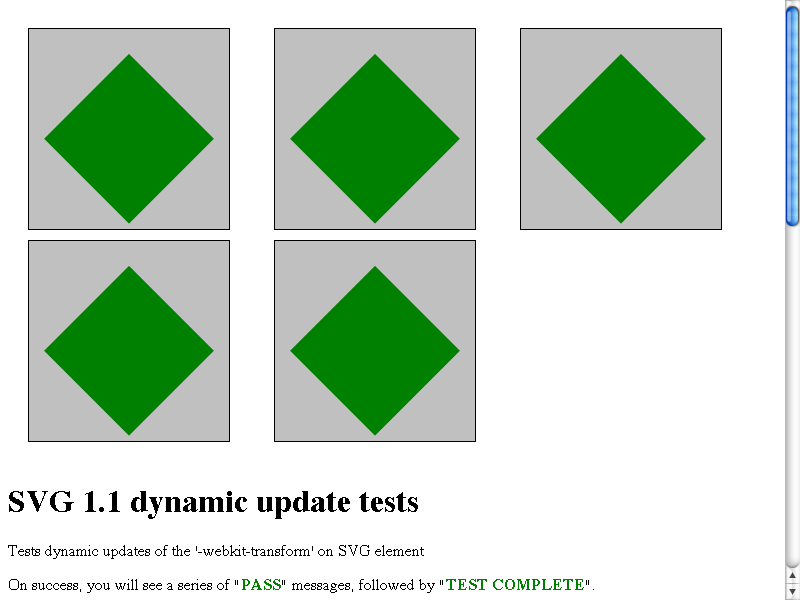 SVG 1.1 dynamic update tests
Tests dynamic updates of the '-webkit-transform' on SVG element
On success, you will see a series of "PASS" messages, followed by "TEST COMPLETE".